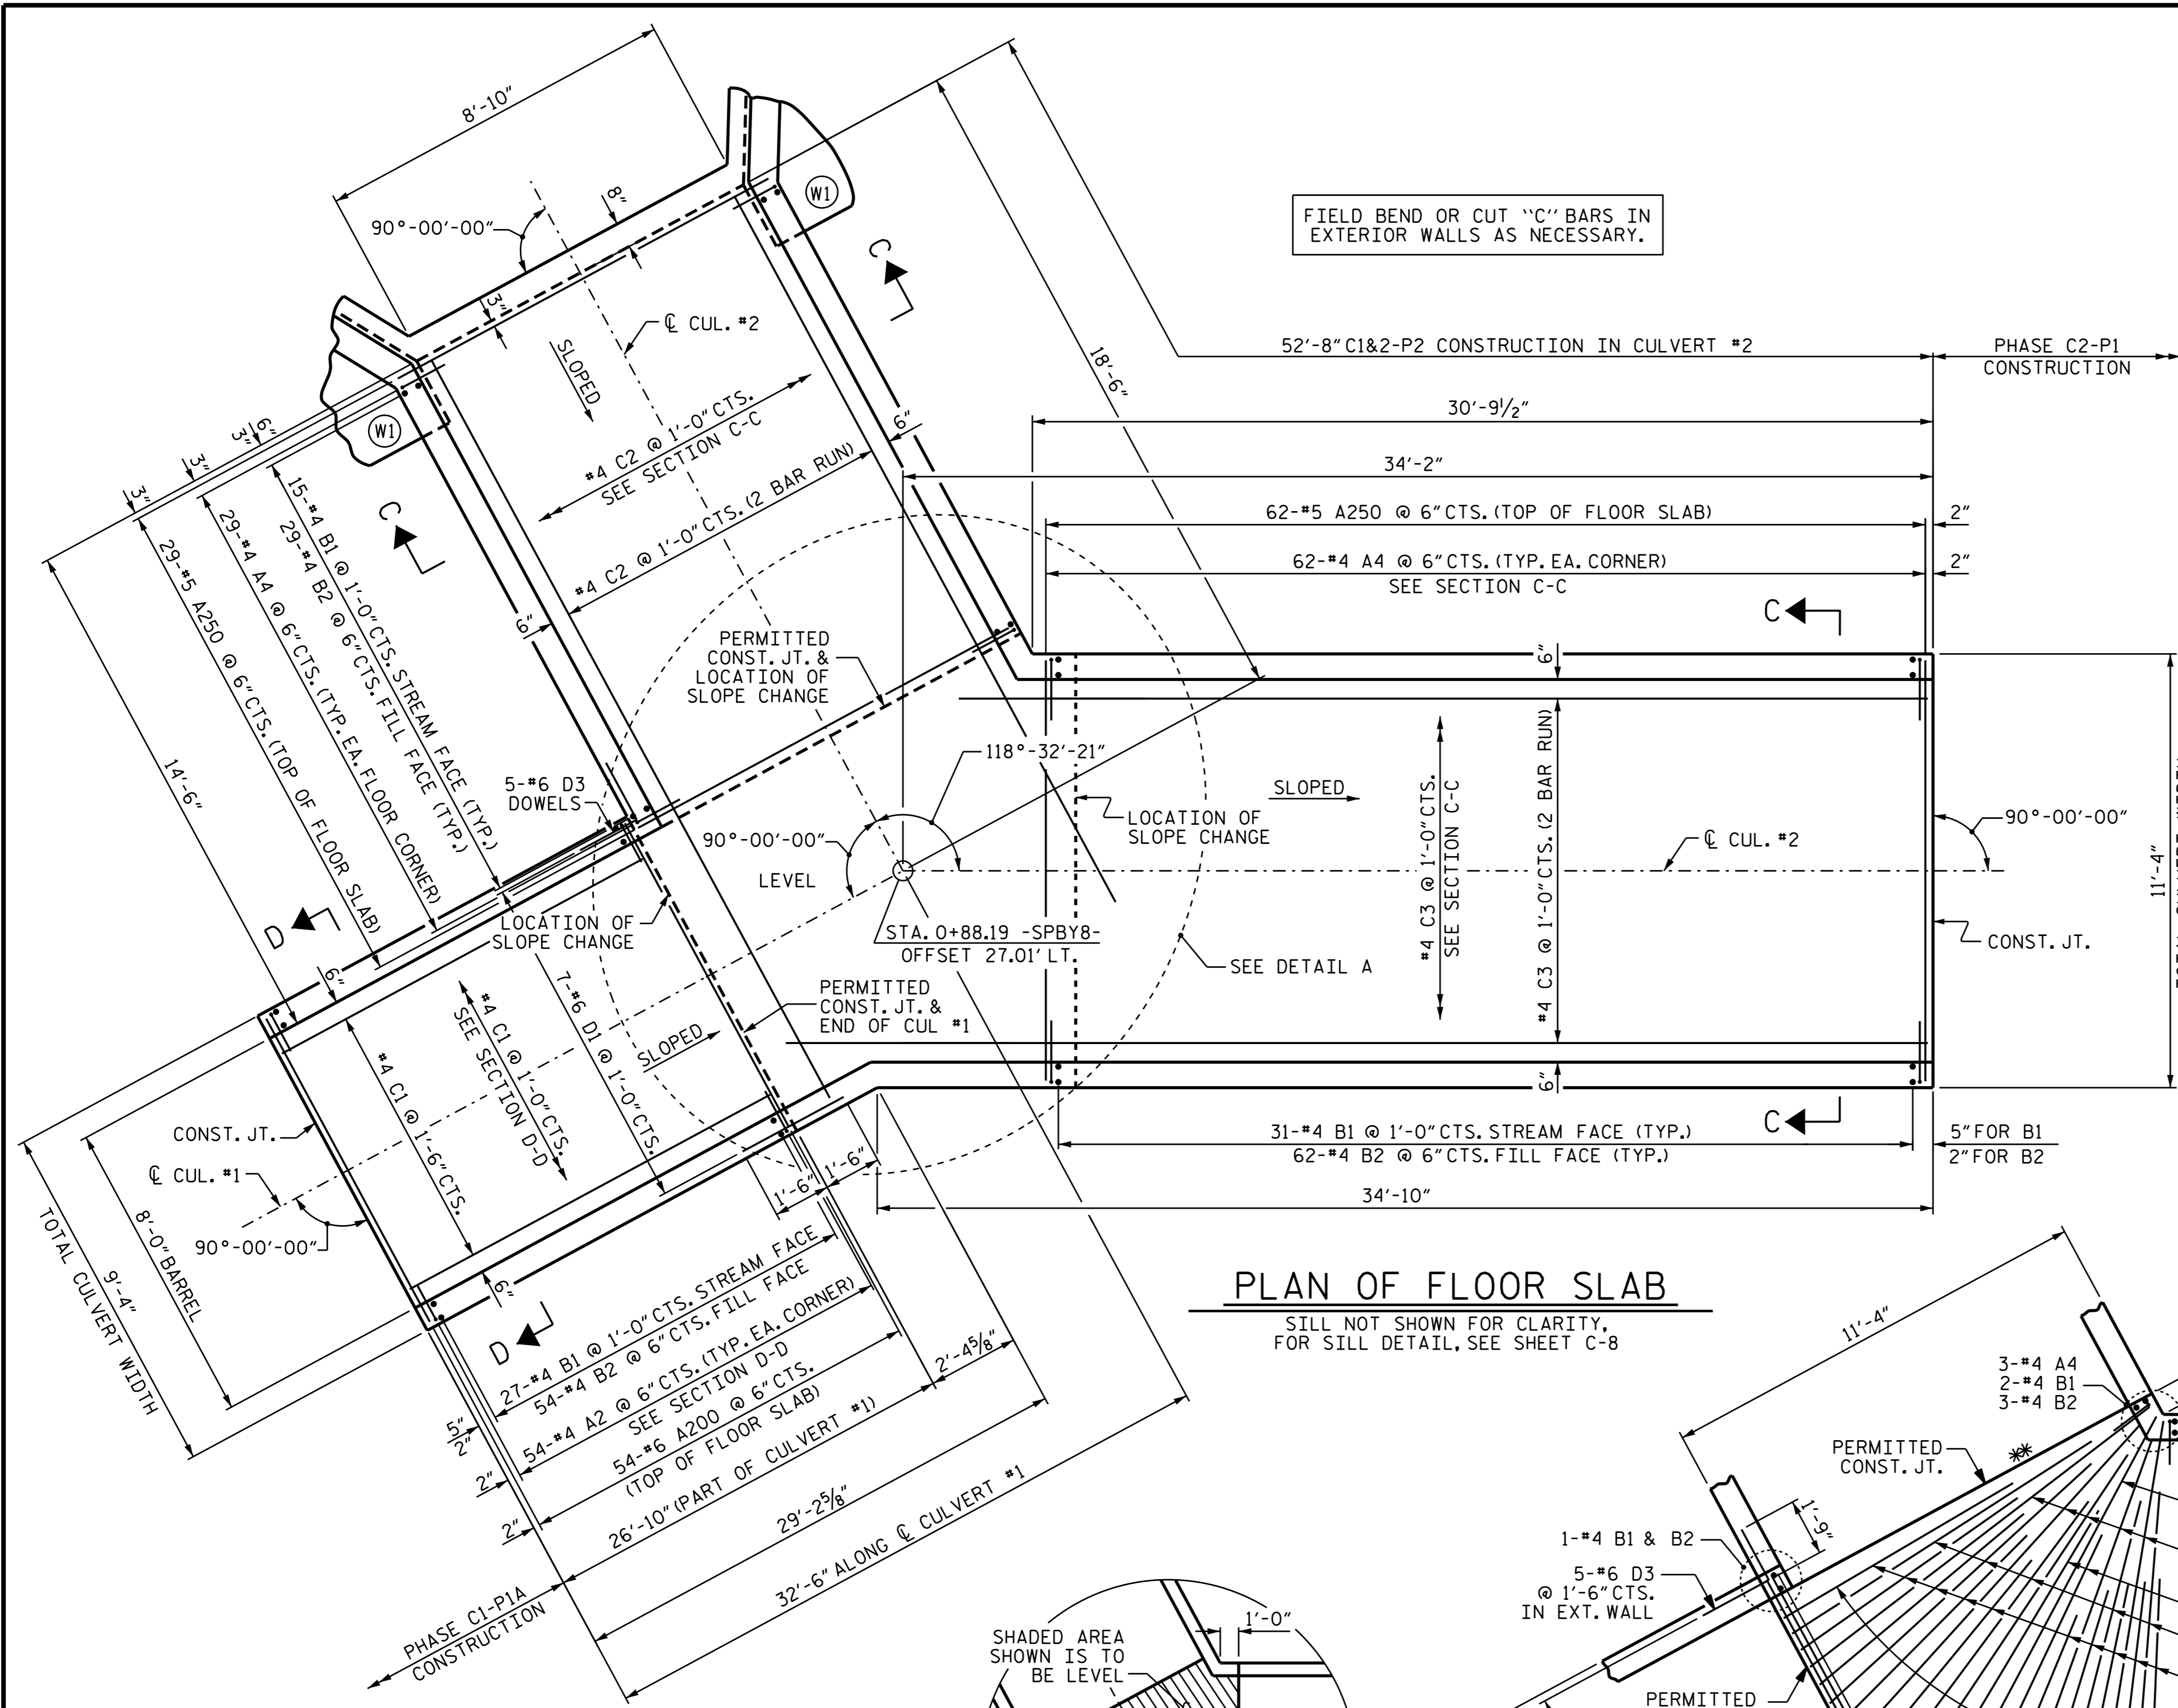 8'-10"
90°-00'-00"
8"
W1
C
FIELD BEND OR CUT "C" BARS IN
EXTERIOR WALLS AS NECESSARY.
3"
℄ CUL. #2
SLOPED
18'-6"
52'-8" C1&2-P2 CONSTRUCTION IN CULVERT #2
PHASE C2-P1
CONSTRUCTION
30'-9½"
34'-2"
62-#5 A250 @ 6" CTS. (TOP OF FLOOR SLAB)
2"
62-#4 A4 @ 6" CTS. (TYP. EA. CORNER)
SEE SECTION C-C
2"
#4 C2 @ 1'-0" CTS.
SEE SECTION C-C
#4 C2 @ 1'-0" CTS. (2 BAR RUN)
6"
W1
6"
3"
3"
3"
C
15-#4 B1 @ 1'-0" CTS. STREAM FACE (TYP.)
29-#4 B2 @ 6" CTS. FILL FACE (TYP.)
29-#4 A4 @ 6" CTS. (TYP. EA. FLOOR CORNER)
29-#5 A250 @ 6" CTS. (TOP OF FLOOR SLAB)
14'-6"
6"
PERMITTED
CONST. JT. &
LOCATION OF
SLOPE CHANGE
C
6"
5-#6 D3
DOWELS
118°-32'-21"
90°-00'-00"
LEVEL
LOCATION OF
SLOPE CHANGE
SLOPED
#4 C3 @ 1'-0" CTS.
SEE SECTION C-C
#4 C3 @ 1'-0" CTS. (2 BAR RUN)
℄ CUL. #2
90°-00'-00"
11'-4"
CONST. JT.
STA. 0+88.19 -SPBY8-
OFFSET 27.01' LT.
SEE DETAIL A
LOCATION OF
SLOPE CHANGE
D
6"
PERMITTED
CONST. JT. &
END OF CUL #1
7-#6 D1 @ 1'-0" CTS.
#4 C1 @ 1'-0" CTS.
SEE SECTION D-D
SLOPED
#4 C1 @ 1'-6" CTS.
CONST. JT.
℄ CUL. #1
90°-00'-00"
TOTAL CULVERT WIDTH
9'-4"
8'-0" BARREL
6"
C
31-#4 B1 @ 1'-0" CTS. STREAM FACE (TYP.)
62-#4 B2 @ 6" CTS. FILL FACE (TYP.)
5" FOR B1
2" FOR B2
34'-10"
1'-6"
1'-6"
6"
D
PLAN OF FLOOR SLAB
SILL NOT SHOWN FOR CLARITY,
FOR SILL DETAIL, SEE SHEET C-8
27-#4 B1 @ 1'-0" CTS. STREAM FACE
54-#4 B2 @ 6" CTS. FILL FACE
54-#4 A2 @ 6" CTS. (TYP. EA. CORNER)
SEE SECTION D-D
54-#6 A200 @ 6" CTS.
(TOP OF FLOOR SLAB)
5"
2"
2"
2"
26'-10" (PART OF CULVERT #1)
2'-4⅝"
29'-2⅝"
32'-6" ALONG ℄ CULVERT #1
PHASE C1-P1A
CONSTRUCTION
SHADED AREA
SHOWN IS TO
BE LEVEL
1'-0"
11'-4"
3-#4 A4
2-#4 B1
3-#4 B2
PERMITTED
CONST. JT.
**
1'-9"
1-#4 B1 & B2
5-#6 D3
@ 1'-6" CTS.
IN EXT. WALL
PERMITTED